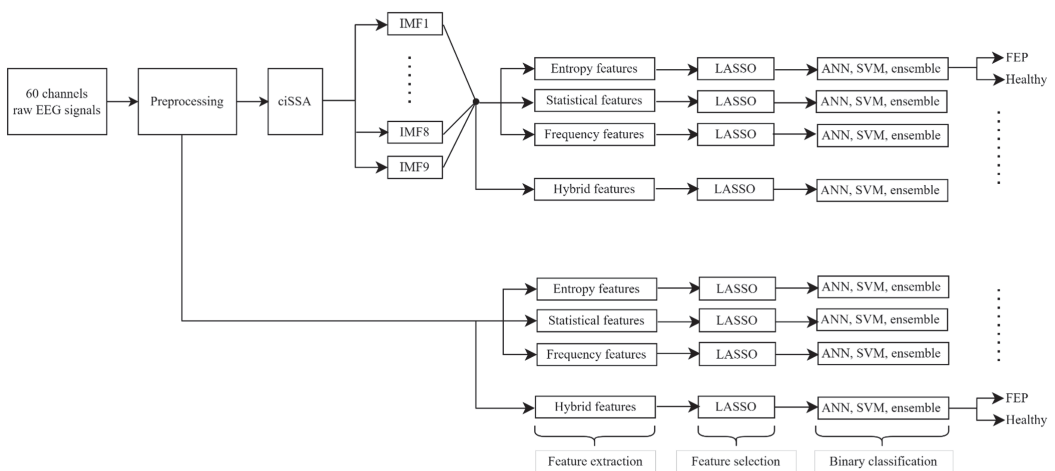 60 channels
raw EEG signals
Preprocessing
ciSSA
IMF1
IMF8
IMF9
Entropy features
LASSO
ANN, SVM, ensemble
FEP
Healthy
Statistical features
LASSO
ANN, SVM, ensemble
Frequency features
LASSO
ANN, SVM, ensemble
Hybrid features
LASSO
ANN, SVM, ensemble
Entropy features
LASSO
ANN, SVM, ensemble
Statistical features
LASSO
ANN, SVM, ensemble
Frequency features
LASSO
ANN, SVM, ensemble
Hybrid features
LASSO
ANN, SVM, ensemble
FEP
Healthy
Feature extraction
Feature selection
Binary classification